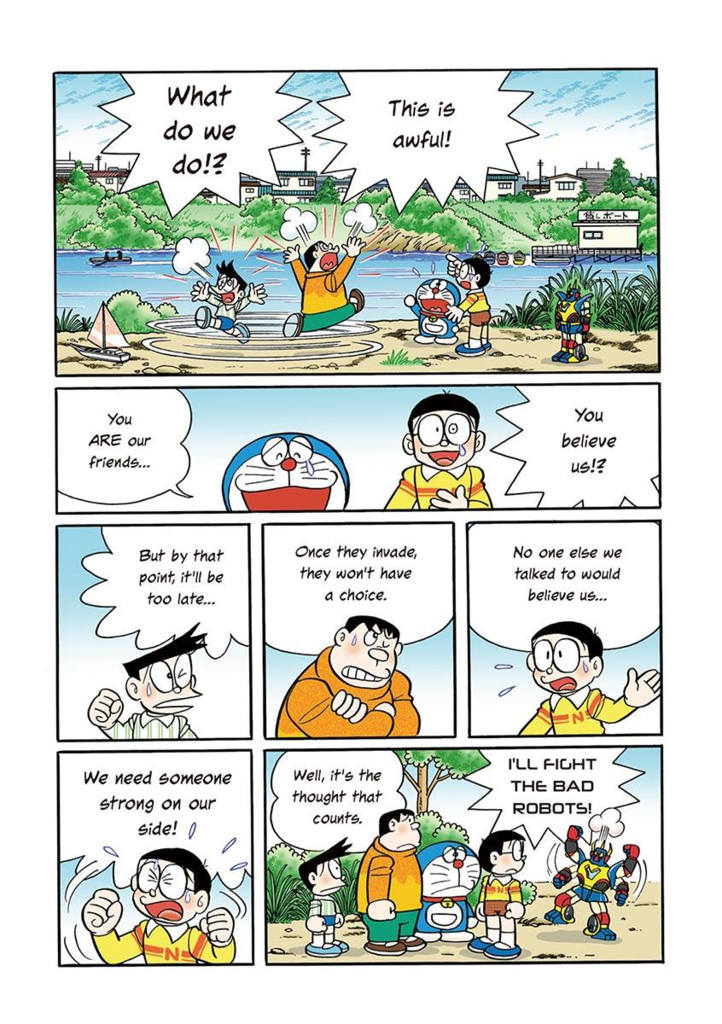 This is
awful!
What
do we
do!?
貸しボート
You
believe
us!?
You
ARE our
friends...
No one else we
talked to would
believe us...
N
Once they invade,
they won't have
a choice.
But by that
point, it'll be
too late...
I'LL FIGHT
THE BAD
ROBOTS!
Well, it's the
thought that
counts.
N
We need someone
strong on our
side!
N